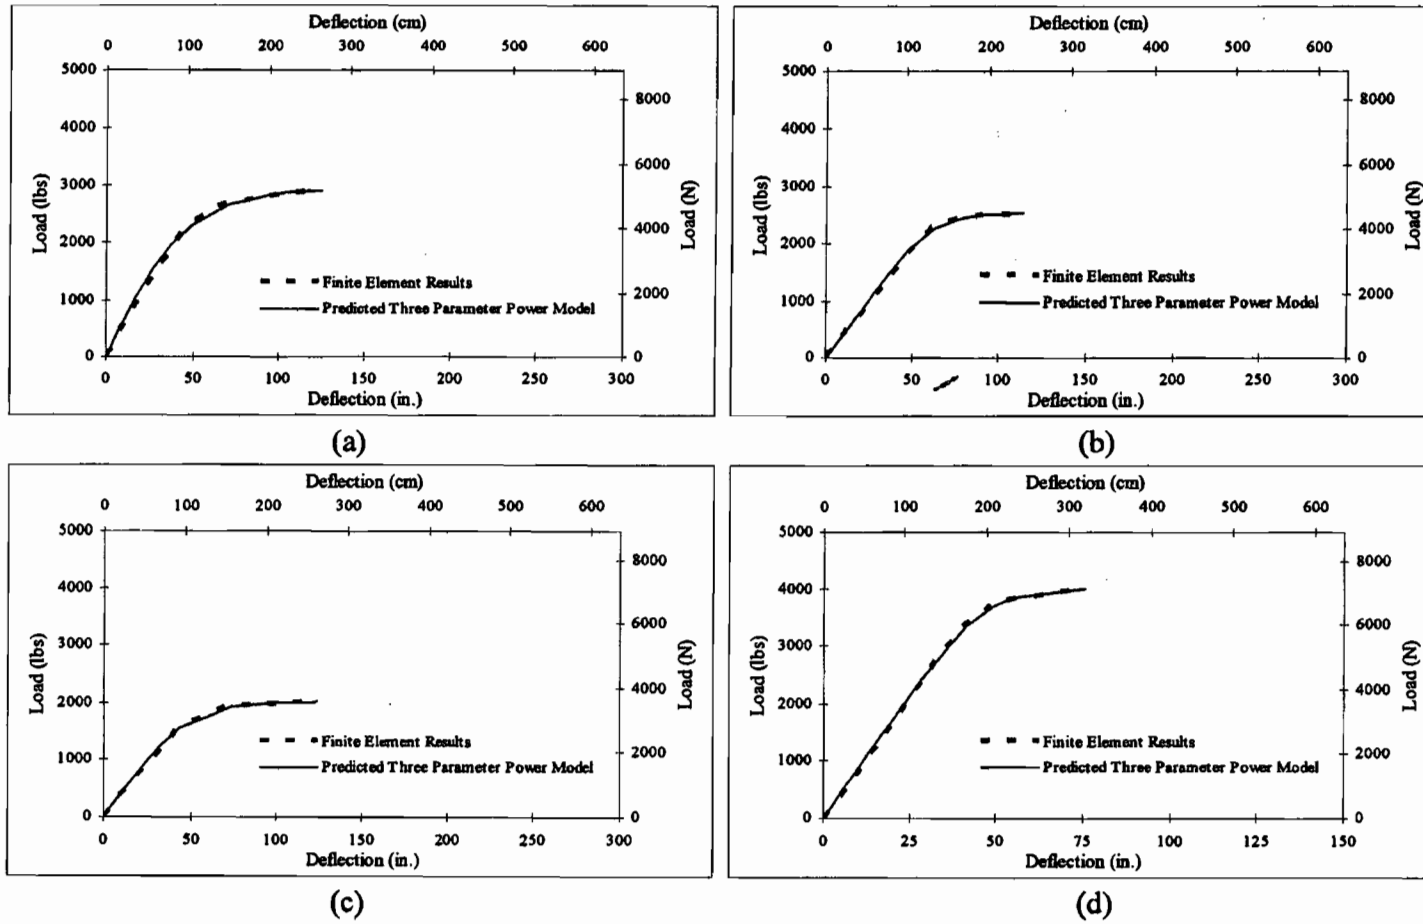 Deflection (cm)
0 100 200 300 400 500 600
5000
4000
3000
2000
1000
0
Load (lbs)
8000
6000
4000
2000
0
Load (N)
Finite Element Results
Predicted Three Parameter Power Model
0 50 100 150 200 250 300
Deflection (in.)
(a)
Deflection (cm)
0 100 200 300 400 500 600
5000
4000
3000
2000
1000
0
Load (lbs)
8000
6000
4000
2000
0
Load (N)
Finite Element Results
Predicted Three Parameter Power Model
0 50 100 150 200 250 300
Deflection (in.)
(b)
Deflection (cm)
0 100 200 300 400 500 600
5000
4000
3000
2000
1000
0
Load (lbs)
8000
6000
4000
2000
0
Load (N)
Finite Element Results
Predicted Three Parameter Power Model
0 50 100 150 200 250 300
Deflection (in.)
(c)
Deflection (cm)
0 100 200 300 400 500 600
5000
4000
3000
2000
1000
0
Load (lbs)
8000
6000
4000
2000
0
Load (N)
Finite Element Results
Predicted Three Parameter Power Model
0 25 50 75 100 125 150
Deflection (in.)
(d)